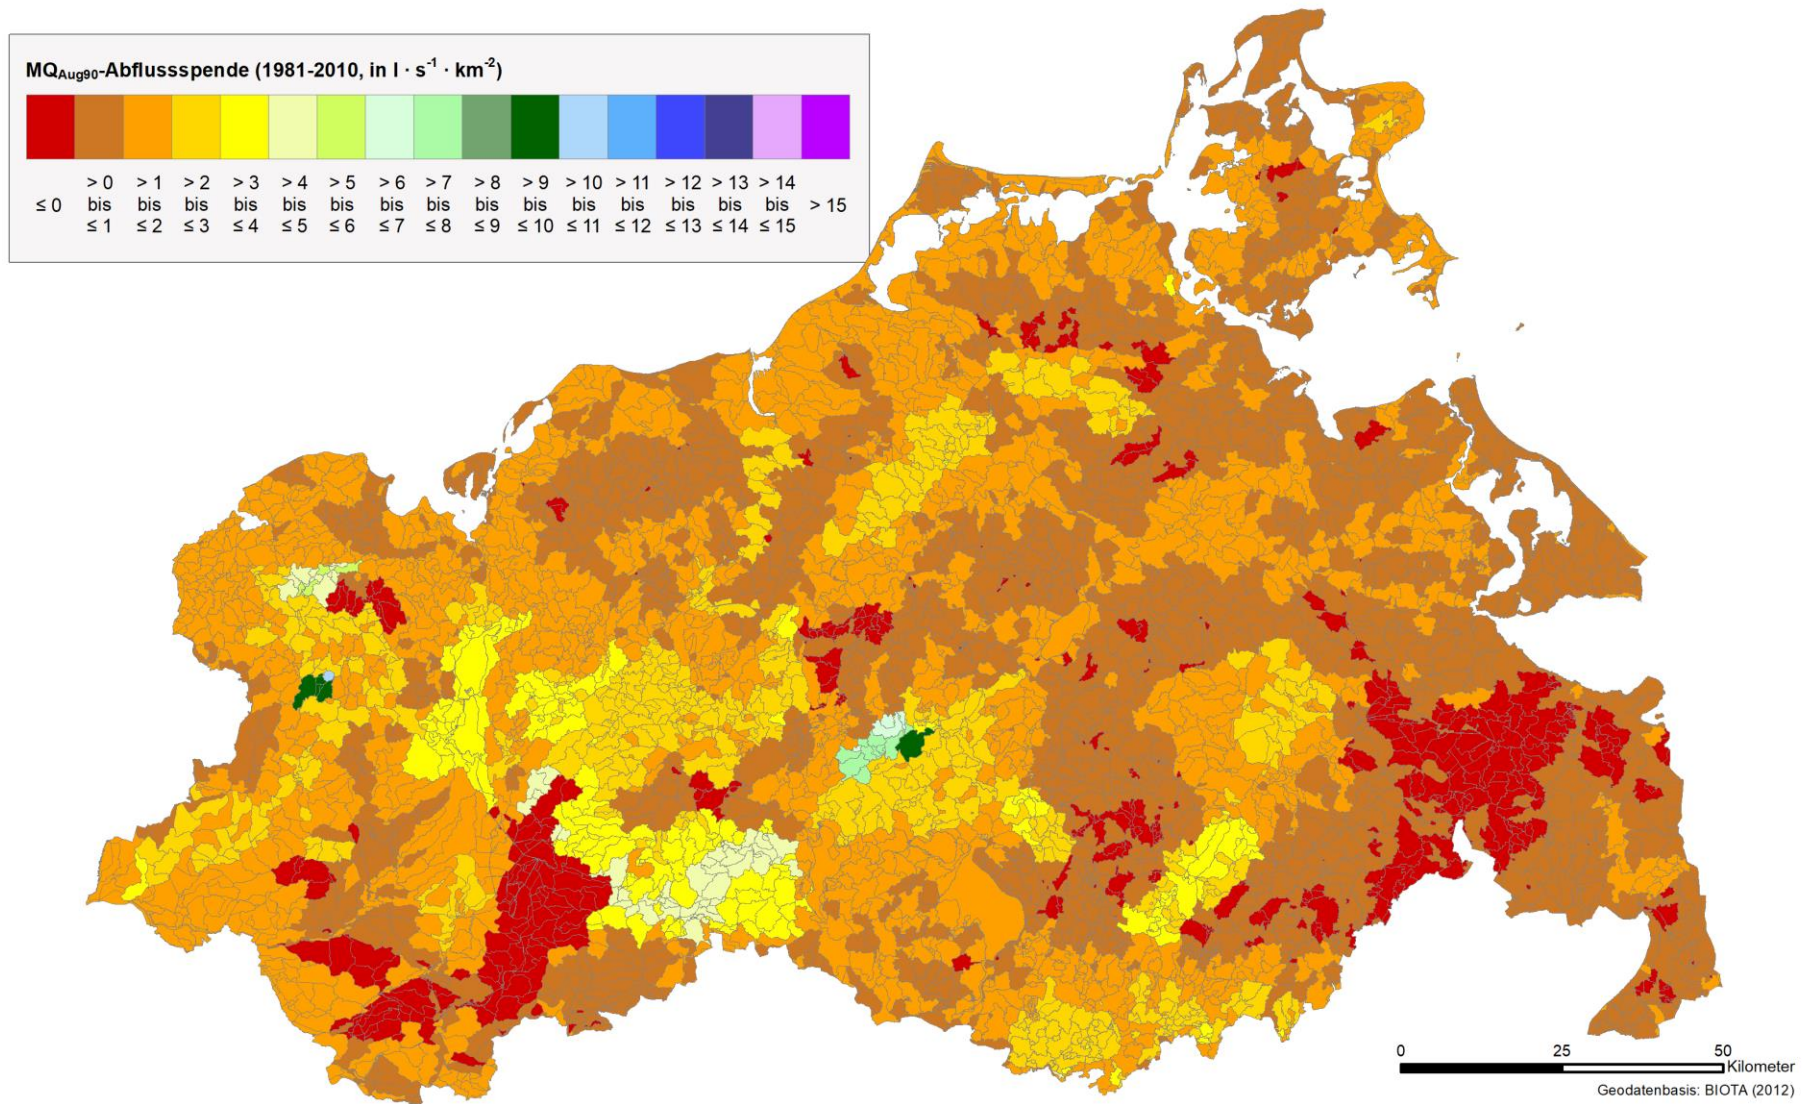 MQAug90-Abflussspende (1981-2010, in l · s-1 · km-2)
≤ 0
> 0 bis ≤ 1
> 1 bis ≤ 2
> 2 bis ≤ 3
> 3 bis ≤ 4
> 4 bis ≤ 5
> 5 bis ≤ 6
> 6 bis ≤ 7
> 7 bis ≤ 8
> 8 bis ≤ 9
> 9 bis ≤ 10
> 10 bis ≤ 11
> 11 bis ≤ 12
> 12 bis ≤ 13
> 13 bis ≤ 14
> 14 bis ≤ 15
> 15
0 25 50
Kilometer
Geodatenbasis: BIOTA (2012)